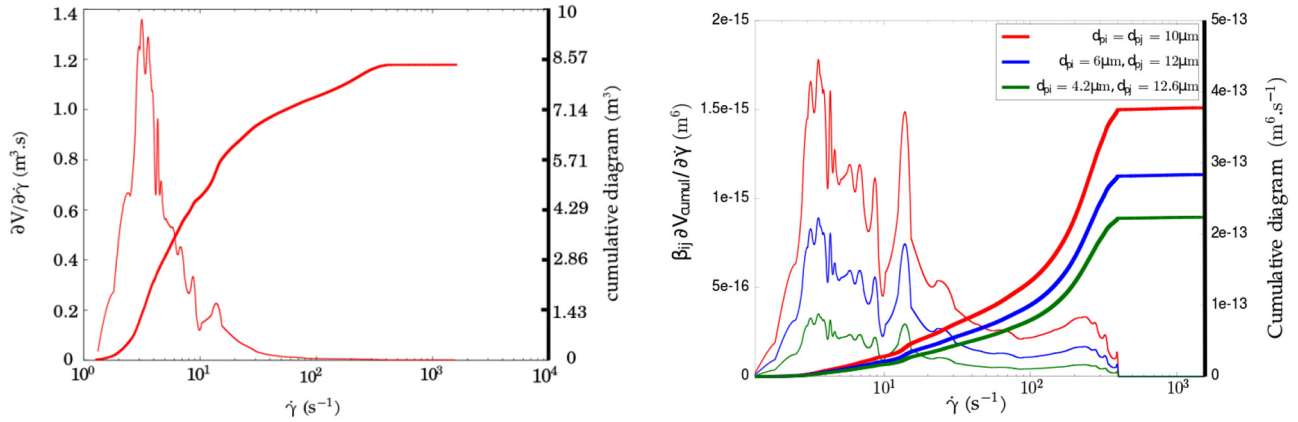 1.4
1.2
1.0
0.8
0.6
0.4
0.2
0
∂V/∂γ̇ (m³.s)
10⁰
10¹
10²
10³
10⁴
γ̇ (s⁻¹)
10
8.57
7.14
5.71
4.29
2.86
1.43
0
cumulative diagram (m³)
2e-15
1.5e-15
1e-15
5e-16
0
βij ∂Vcumul/∂γ̇ (m⁶)
dpi = dpj = 10μm
dpi = 6μm, dpj = 12μm
dpi = 4.2μm, dpj = 12.6μm
10¹
10²
10³
γ̇ (s⁻¹)
5e-13
4e-13
3e-13
2e-13
1e-13
0
Cumulative diagram (m⁶.s⁻¹)